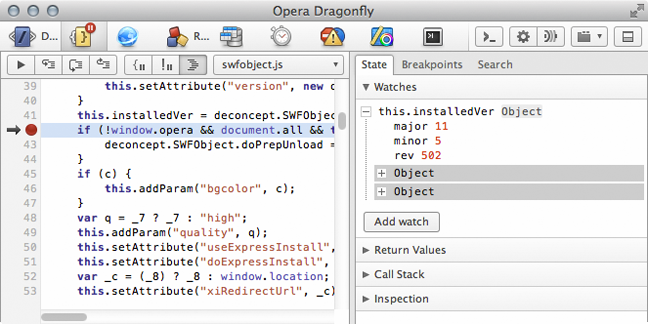 Opera Dragonfly
D...
R...
swfobject.js
State Breakpoints Search
39 this.setAttribute("version", new d
40 }
41 this.installedVer = deconcept.SWFObjec
42 if (!window.opera && document.all && t
43 deconcept.SWFObject.doPrepUnload =
44 }
45 if (c) {
46 this.addParam("bgcolor", c);
47 }
48 var q = _7 ? _7 : "high";
49 this.addParam("quality", q);
50 this.setAttribute("useExpressInstall",
51 this.setAttribute("doExpressInstall",
52 var _c = (_8) ? _8 : window.location;
53 this.setAttribute("xiRedirectUrl", _c)
Watches
this.installedVer Object
major 11
minor 5
rev 502
Object
Object
Add watch
Return Values
Call Stack
Inspection